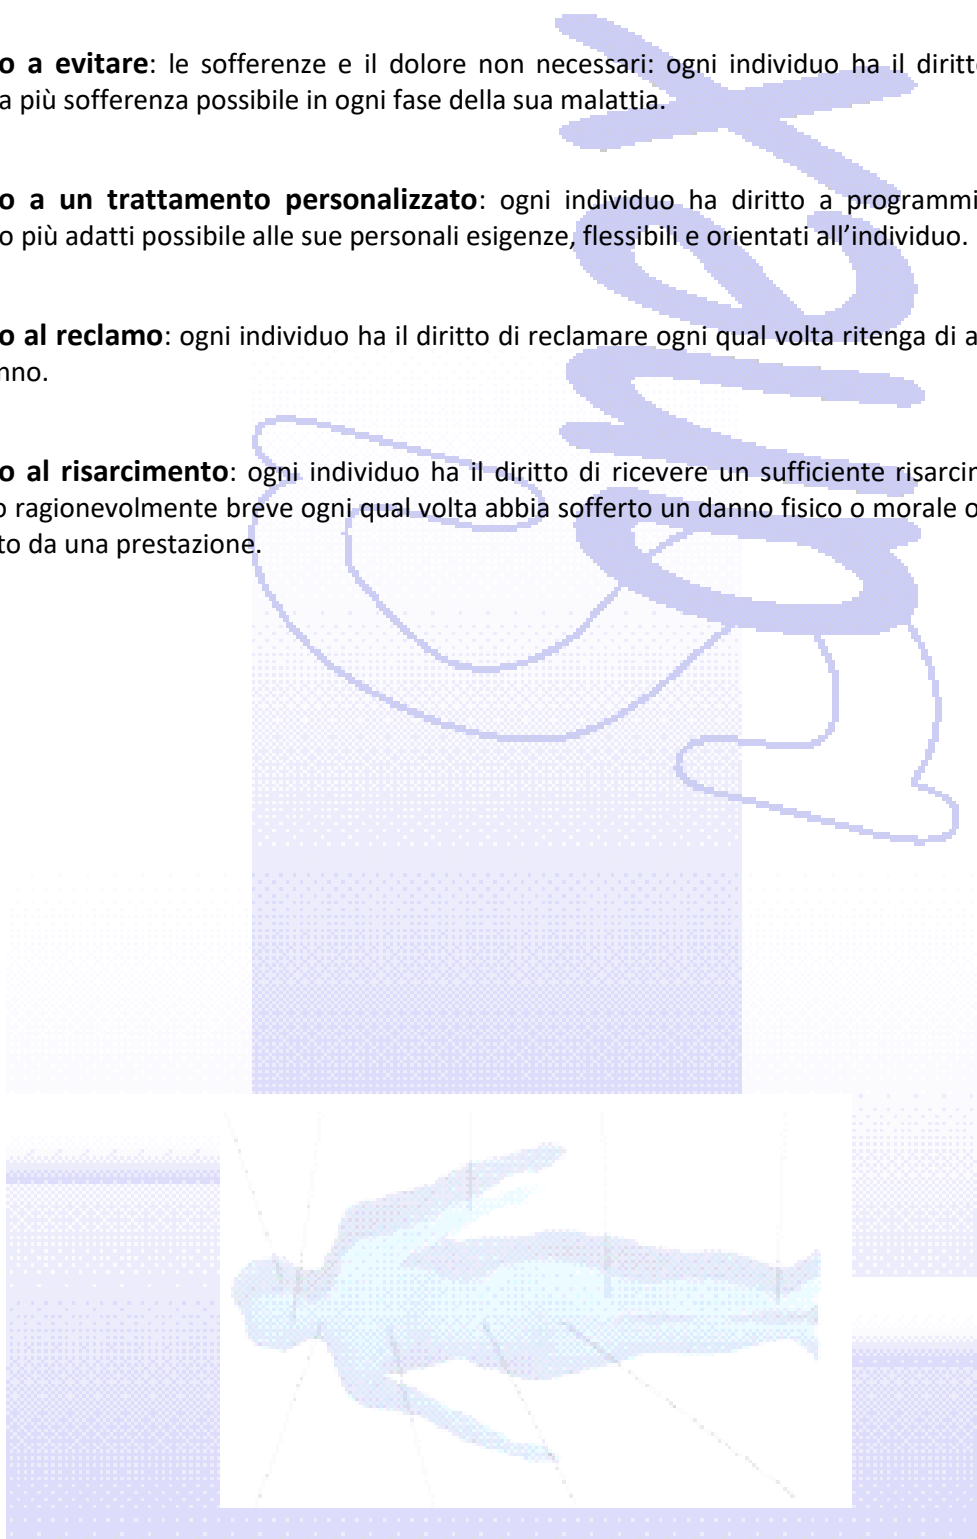 o a evitare: le sofferenze e il dolore non necessari: ogni individuo ha il diritt
a più sofferenza possibile in ogni fase della sua malattia.
o a un trattamento personalizzato: ogni individuo ha diritto a programmi
o più adatti possibile alle sue personali esigenze, flessibili e orientati all’individuo.
o al reclamo: ogni individuo ha il diritto di reclamare ogni qual volta ritenga di a
nno.
o al risarcimento: ogni individuo ha il diritto di ricevere un sufficiente risarcin
o ragionevolmente breve ogni qual volta abbia sofferto un danno fisico o morale o
to da una prestazione.